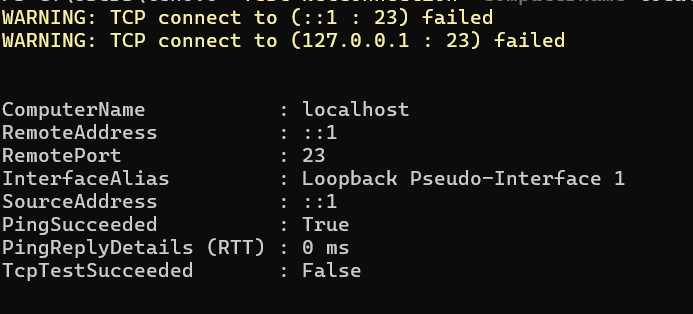 WARNING: TCP connect to (::1 : 23) failed
WARNING: TCP connect to (127.0.0.1 : 23) failed
ComputerName : localhost
RemoteAddress : ::1
RemotePort : 23
InterfaceAlias : Loopback Pseudo-Interface 1
SourceAddress : ::1
PingSucceeded : True
PingReplyDetails (RTT) : 0 ms
TcpTestSucceeded : False